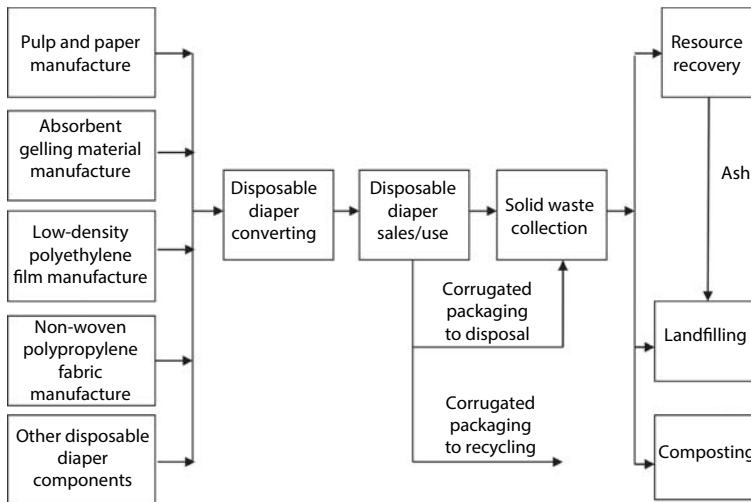 Pulp and paper
manufacture
Absorbent
gelling material
manufacture
Low-density
polyethylene
film manufacture
Non-woven
polypropylene
fabric
manufacture
Other disposable
diaper
components
Disposable
diaper
converting
Disposable
diaper
sales/use
Solid waste
collection
Corrugated
packaging
to disposal
Corrugated
packaging
to recycling
Resource
recovery
Ash
Landfilling
Composting